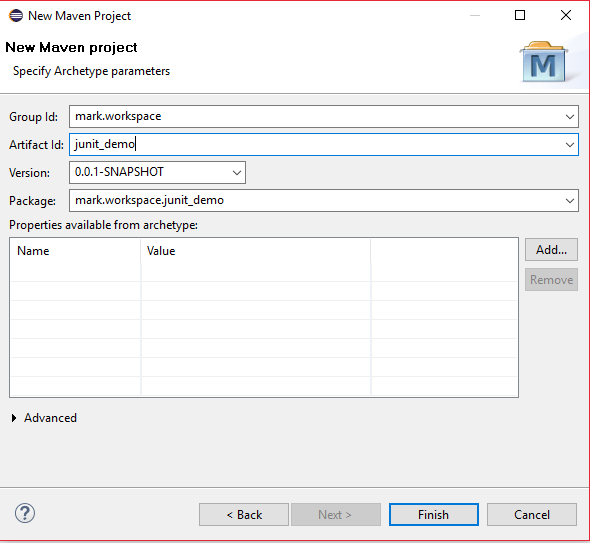 New Maven Project
New Maven project
Specify Archetype parameters
M
Group Id: mark.workspace
Artifact Id: junit_demo
Version: 0.0.1-SNAPSHOT
Package: mark.workspace.junit_demo
Properties available from archetype:
Name Value
Add...
Remove
Advanced
? < Back Next > Finish Cancel